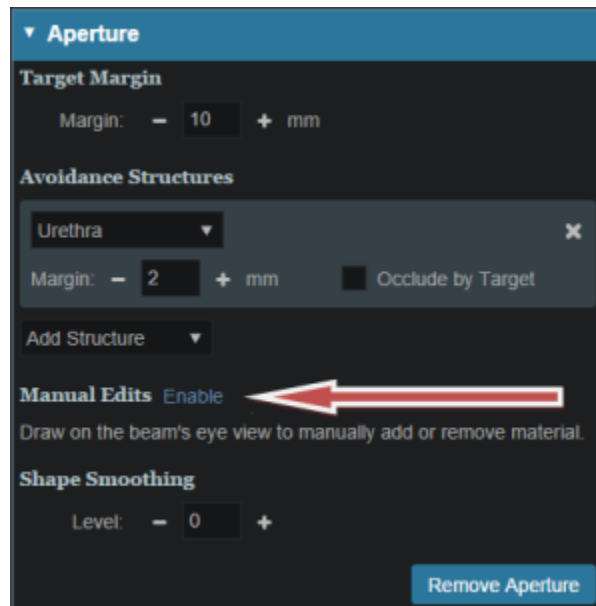 Aperture
Target Margin
Margin: − 10 + mm
Avoidance Structures
Urethra
Margin: − 2 + mm Occlude by Target
Add Structure
Manual Edits Enable
Draw on the beam's eye view to manually add or remove material.
Shape Smoothing
Level: − 0 +
Remove Aperture